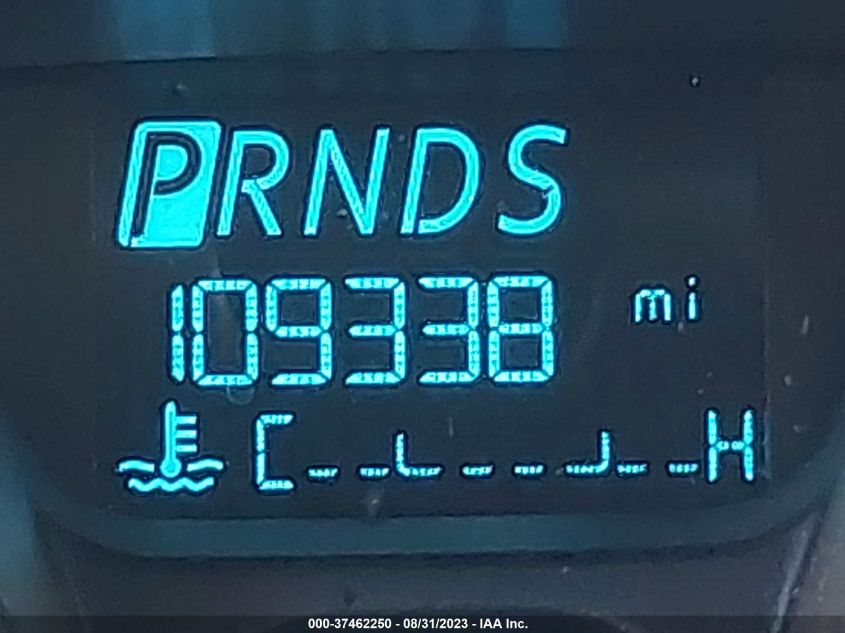 PRNDS
109338 mi
C H
000-37462250 - 08/31/2023 - IAA Inc.